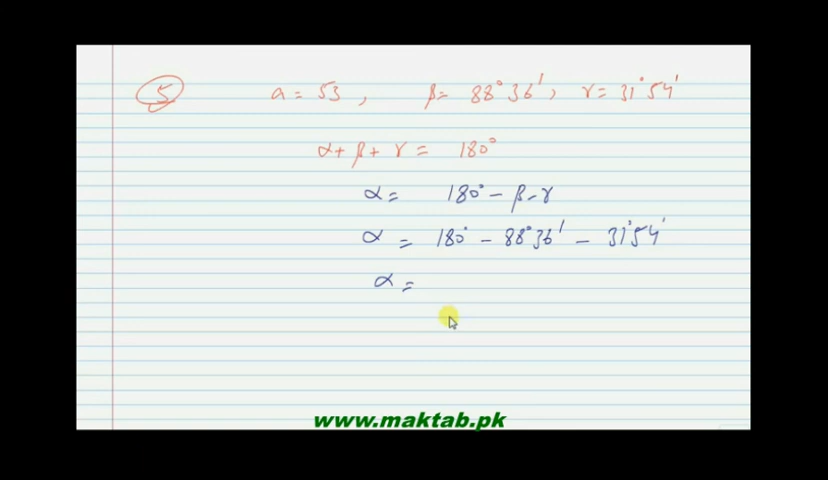 5 a = 53 , β = 88°36', γ = 31°54'
α + β + γ = 180°
α = 180° - β - γ
α = 180° - 88°36' - 31°54'
α =
www.maktab.pk